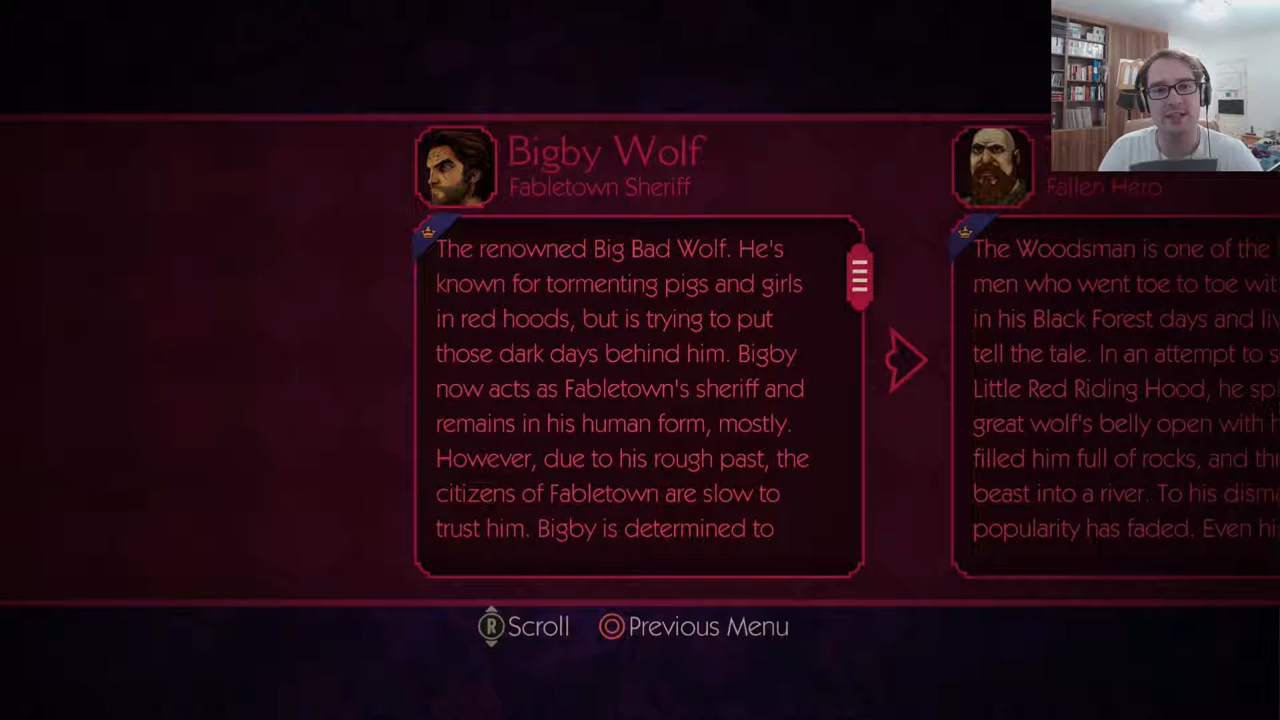 Bigby Wolf
Fabletown Sheriff
The renowned Big Bad Wolf. He's
known for tormenting pigs and girls
in red hoods, but is trying to put
those dark days behind him. Bigby
now acts as Fabletown's sheriff and
remains in his human form, mostly.
However, due to his rough past, the
citizens of Fabletown are slow to
trust him. Bigby is determined to
Fallen Hero
The Woodsman is one of the
men who went toe to toe wit
in his Black Forest days and li
tell the tale. In an attempt to s
Little Red Riding Hood, he sp
great wolf's belly open with h
filled him full of rocks, and th
beast into a river. To his dism
popularity has faded. Even hi
R Scroll
Previous Menu